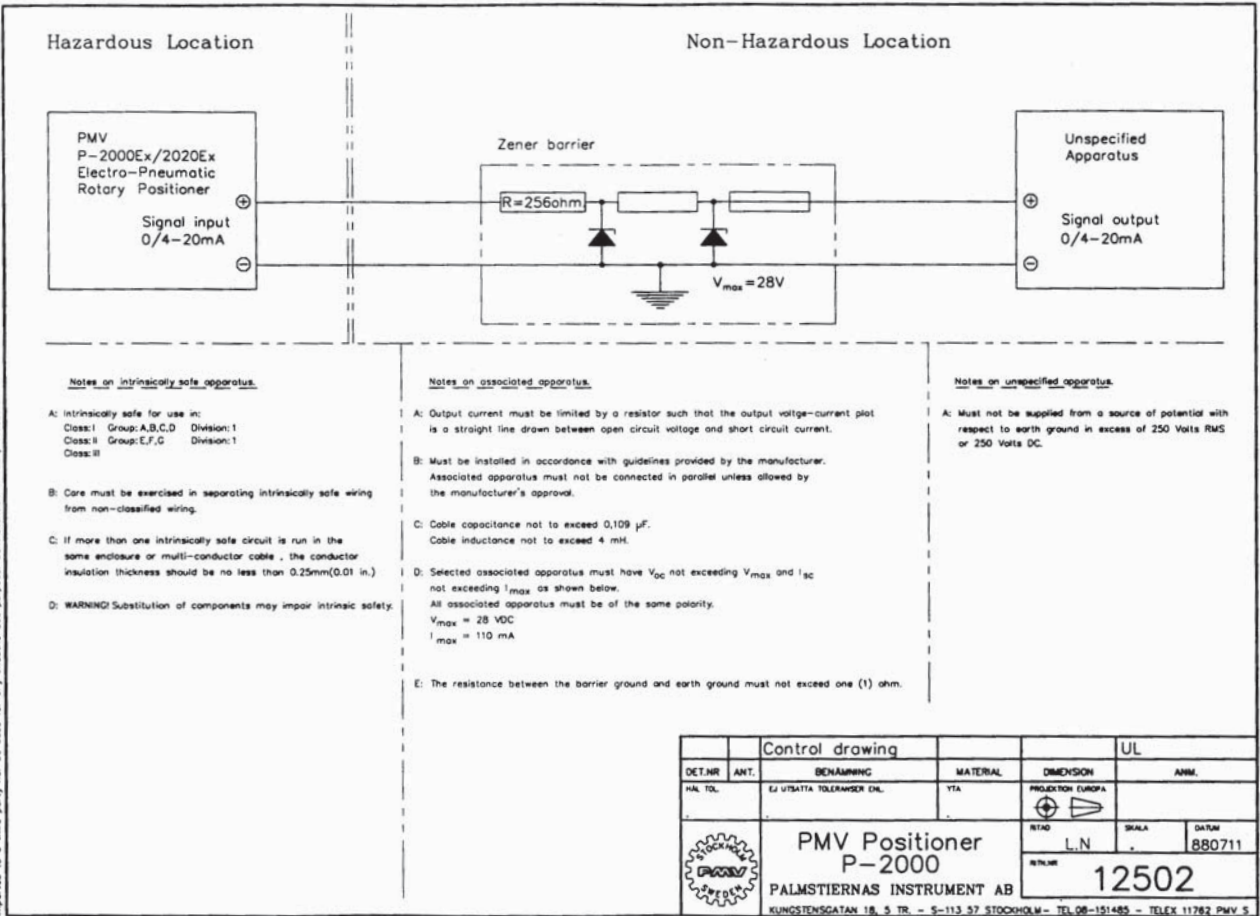 Hazardous Location
Non-Hazardous Location
PMV
P-2000Ex/2020Ex
Electro-Pneumatic
Rotary Positioner
Signal input
0/4-20mA
Zener barrier
R=256ohm
Vmax=28V
Unspecified
Apparatus
Signal output
0/4-20mA
Notes on intrinsically safe apparatus.
A: Intrinsically safe for use in:
Class: I Group: A,B,C,D Division: 1
Class: II Group: E,F,G Division: 1
Class: III
B: Care must be exercised in separating intrinsically safe wiring
from non-classified wiring.
C: If more than one intrinsically safe circuit is run in the
same enclosure or multi-conductor cable , the conductor
insulation thickness should be no less than 0.25mm(0.01 in.)
D: WARNING! Substitution of components may impair intrinsic safety.
Notes on associated apparatus.
A: Output current must be limited by a resistor such that the output voltge-current plot
is a straight line drawn between open circuit voltage and short circuit current.
B: Must be installed in accordance with guidelines provided by the manufacturer.
Associated apparatus must not be connected in parallel unless allowed by
the manufacturer's approval.
C: Cable capacitance not to exceed 0,109 µF.
Cable inductance not to exceed 4 mH.
D: Selected associated apparatus must have Voc not exceeding Vmax and Isc
not exceeding Imax as shown below.
All associated apparatus must be of the same polarity.
Vmax = 28 VDC
Imax = 110 mA
E: The resistance between the barrier ground and earth ground must not exceed one (1) ohm.
Notes on unspecified apparatus.
A: Must not be supplied from a source of potential with
respect to earth ground in excess of 250 Volts RMS
or 250 Volts DC.
Control drawing
UL
DET.NR ANT. BENÄMNING MATERIAL DIMENSION ANM.
HÅL TOL. EJ UTSATTA TOLERANSER ENL. YTA PROJEKTION EUROPA
STOCKHOLM
PMV
SWEDEN
PMV Positioner
P-2000
PALMSTIERNAS INSTRUMENT AB
RITAD
L.N
SKALA
.
DATUM
880711
RITN.NR
12502
KUNGSTENSGATAN 18, 5 TR. - S-113 57 STOCKHOLM - TEL.08-151485 - TELEX 11762 PMV S